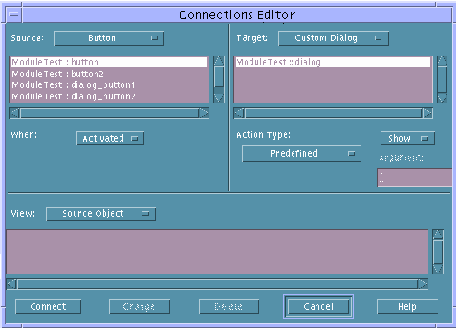 Connections Editor
Source: Button
Target: Custom Dialog
ModuleTest : button
ModuleTest : button2
ModuleTest : dialog_button1
ModuleTest : dialog_button2
ModuleTest ::dialog
When: Activated
Action Type: Show
Predefined
Argument:
View: Source Object
Connect Change Delete Cancel Help